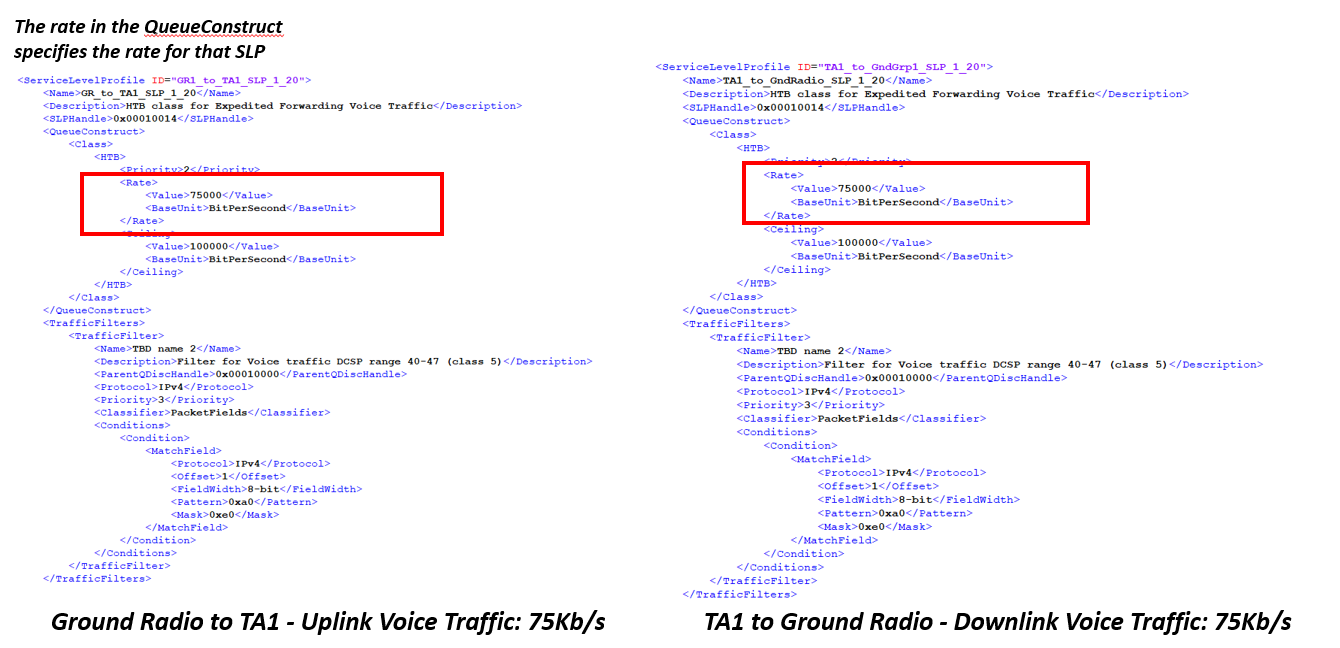 The rate in the QueueConstruct
specifies the rate for that SLP
<ServiceLevelProfile ID="GR1_to_TA1_SLP_1_20">
<Name>GR_to_TA1_SLP_1_20</Name>
<Description>HTB class for Expedited Forwarding Voice Traffic</Description>
<SLPHandle>0x00010014</SLPHandle>
<QueueConstruct>
<Class>
<HTB>
<Priority>2</Priority>
<Rate>
<Value>75000</Value>
<BaseUnit>BitPerSecond</BaseUnit>
</Rate>
<Ceiling>
<Value>100000</Value>
<BaseUnit>BitPerSecond</BaseUnit>
</Ceiling>
</HTB>
</Class>
</QueueConstruct>
<TrafficFilters>
<TrafficFilter>
<Name>TBD name 2</Name>
<Description>Filter for Voice traffic DCSP range 40-47 (class 5)</Description>
<ParentQDiscHandle>0x00010000</ParentQDiscHandle>
<Protocol>IPv4</Protocol>
<Priority>3</Priority>
<Classifier>PacketFields</Classifier>
<Conditions>
<Condition>
<MatchField>
<Protocol>IPv4</Protocol>
<Offset>1</Offset>
<FieldWidth>8-bit</FieldWidth>
<Pattern>0xa0</Pattern>
<Mask>0xe0</Mask>
</MatchField>
</Condition>
</Conditions>
</TrafficFilter>
</TrafficFilters>
Ground Radio to TA1 - Uplink Voice Traffic: 75Kb/s
<ServiceLevelProfile ID="TA1_to_GndGrp1_SLP_1_20">
<Name>TA1_to_GndRadio_SLP_1_20</Name>
<Description>HTB class for Expedited Forwarding Voice Traffic</Description>
<SLPHandle>0x00010014</SLPHandle>
<QueueConstruct>
<Class>
<HTB>
<Priority>2</Priority>
<Rate>
<Value>75000</Value>
<BaseUnit>BitPerSecond</BaseUnit>
</Rate>
<Ceiling>
<Value>100000</Value>
<BaseUnit>BitPerSecond</BaseUnit>
</Ceiling>
</HTB>
</Class>
</QueueConstruct>
<TrafficFilters>
<TrafficFilter>
<Name>TBD name 2</Name>
<Description>Filter for Voice traffic DCSP range 40-47 (class 5)</Description>
<ParentQDiscHandle>0x00010000</ParentQDiscHandle>
<Protocol>IPv4</Protocol>
<Priority>3</Priority>
<Classifier>PacketFields</Classifier>
<Conditions>
<Condition>
<MatchField>
<Protocol>IPv4</Protocol>
<Offset>1</Offset>
<FieldWidth>8-bit</FieldWidth>
<Pattern>0xa0</Pattern>
<Mask>0xe0</Mask>
</MatchField>
</Condition>
</Conditions>
</TrafficFilter>
</TrafficFilters>
TA1 to Ground Radio - Downlink Voice Traffic: 75Kb/s